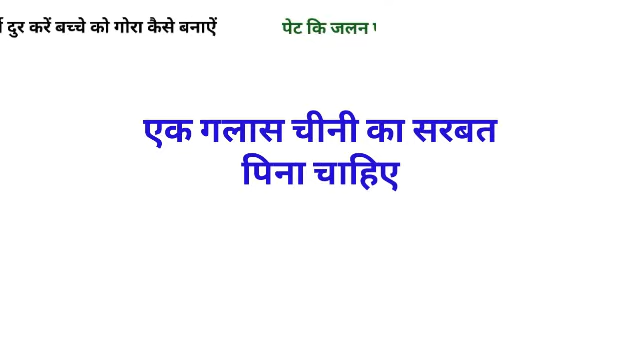 दुर करें बच्चे को गोरा कैसे बनाऐं
पेट कि जलन
एक गलास चीनी का सरबत
पिना चाहिए